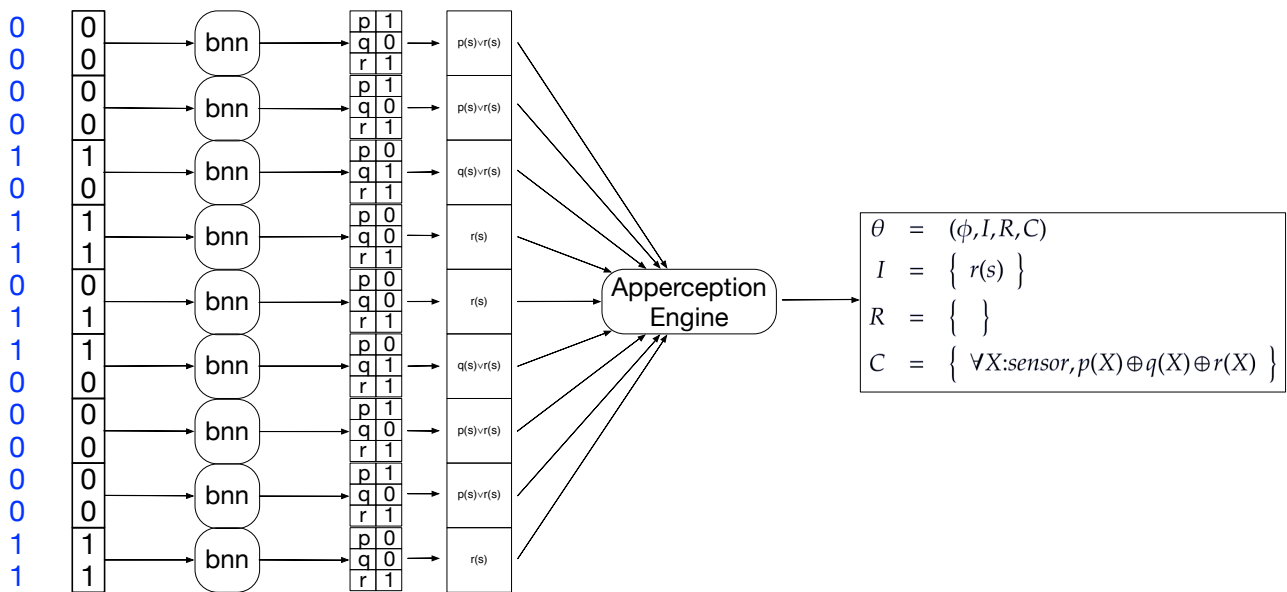 0 0 p 1
bnn q 0 p(s)∨r(s)
0 0 r 1
0 0 p 1
bnn q 0 p(s)∨r(s)
0 0 r 1
1 1 p 0
bnn q 1 q(s)∨r(s)
0 0 r 1
1 1 p 0
bnn q 0 r(s)
1 1 r 1
0 0 p 0
bnn q 0 r(s)
1 1 r 1
1 1 p 0
bnn q 1 q(s)∨r(s)
0 0 r 1
0 0 p 1
bnn q 0 p(s)∨r(s)
0 0 r 1
0 0 p 1
bnn q 0 p(s)∨r(s)
0 0 r 1
1 1 p 0
bnn q 0 r(s)
1 1 r 1
Apperception
Engine
θ = (ϕ, I, R, C)
I = { r(s) }
R = { }
C = { ∀X:sensor, p(X) ⊕ q(X) ⊕ r(X) }